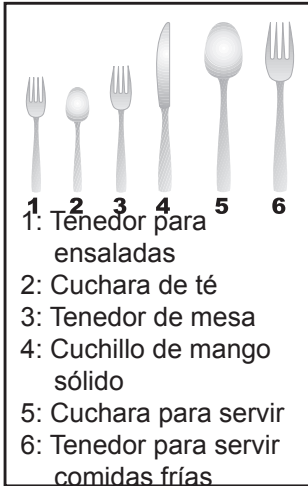 1 2 3 4 5 6
1: Tenedor para
ensaladas
2: Cuchara de té
3: Tenedor de mesa
4: Cuchillo de mango
sólido
5: Cuchara para servir
6: Tenedor para servir
comidas frías